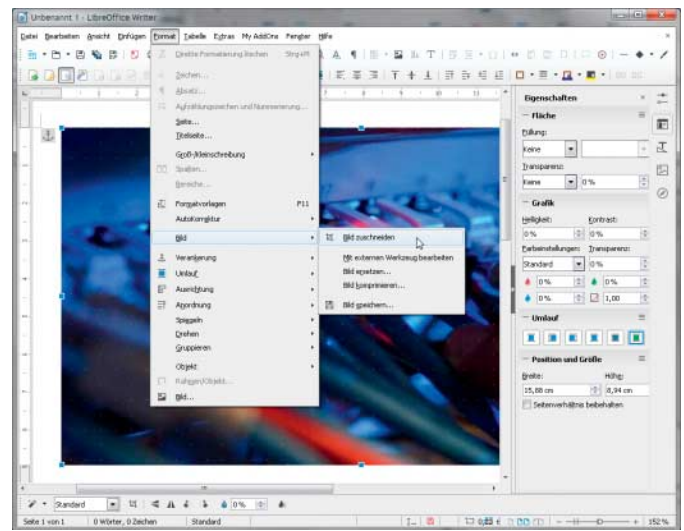 Unbenannt 1 - LibreOffice Writer
Datei Bearbeiten Ansicht Einfügen Format Tabelle Extras My AddOns Fenster Hilfe
Direkte Formatierung löschen Strg+M
Zeichen...
Absatz...
Aufzählungszeichen und Nummerierung...
Seite...
Titelseite...
Groß-/Kleinschreibung
Spalten...
Bereiche...
Formatvorlagen F11
AutoKorrektur
Bild
Verankerung
Umlauf
Ausrichtung
Anordnung
Spiegeln
Drehen
Gruppieren
Objekt
Rahmen/Objekt...
Bild...
Bild zuschneiden
Mit externem Werkzeug bearbeiten
Bild ersetzen...
Bild komprimieren...
Bild speichern...
Eigenschaften
Fläche
Füllung:
Keine
Transparenz:
Keine 0%
Grafik
Helligkeit: Kontrast:
0% 0%
Farbeinstellungen: Transparenz:
Standard 0%
0% 0%
0% 1,00
Umlauf
Position und Größe
Breite: Höhe:
15,88 cm 8,94 cm
Seitenverhältnis beibehalten
Standard 0%
Seite 1 von 1 0 Wörter, 0 Zeichen Standard 152%